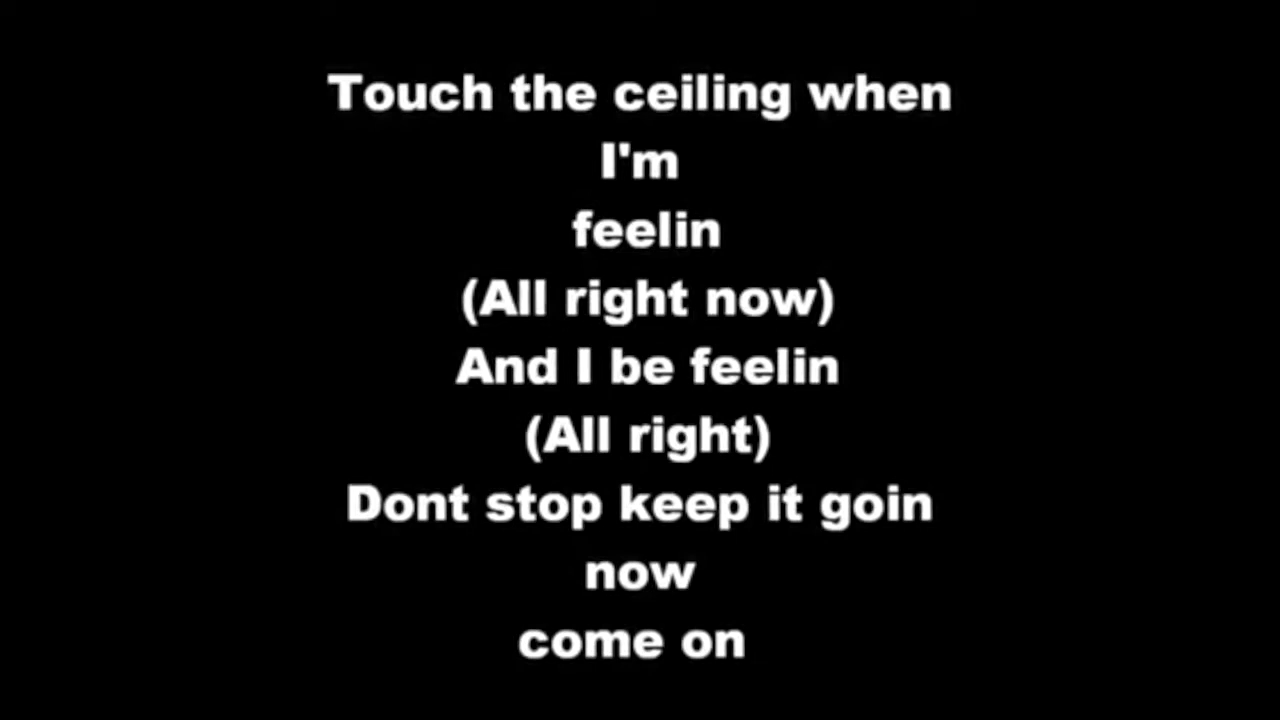 Touch the ceiling when
I'm
feelin
(All right now)
And I be feelin
(All right)
Dont stop keep it goin
now
come on